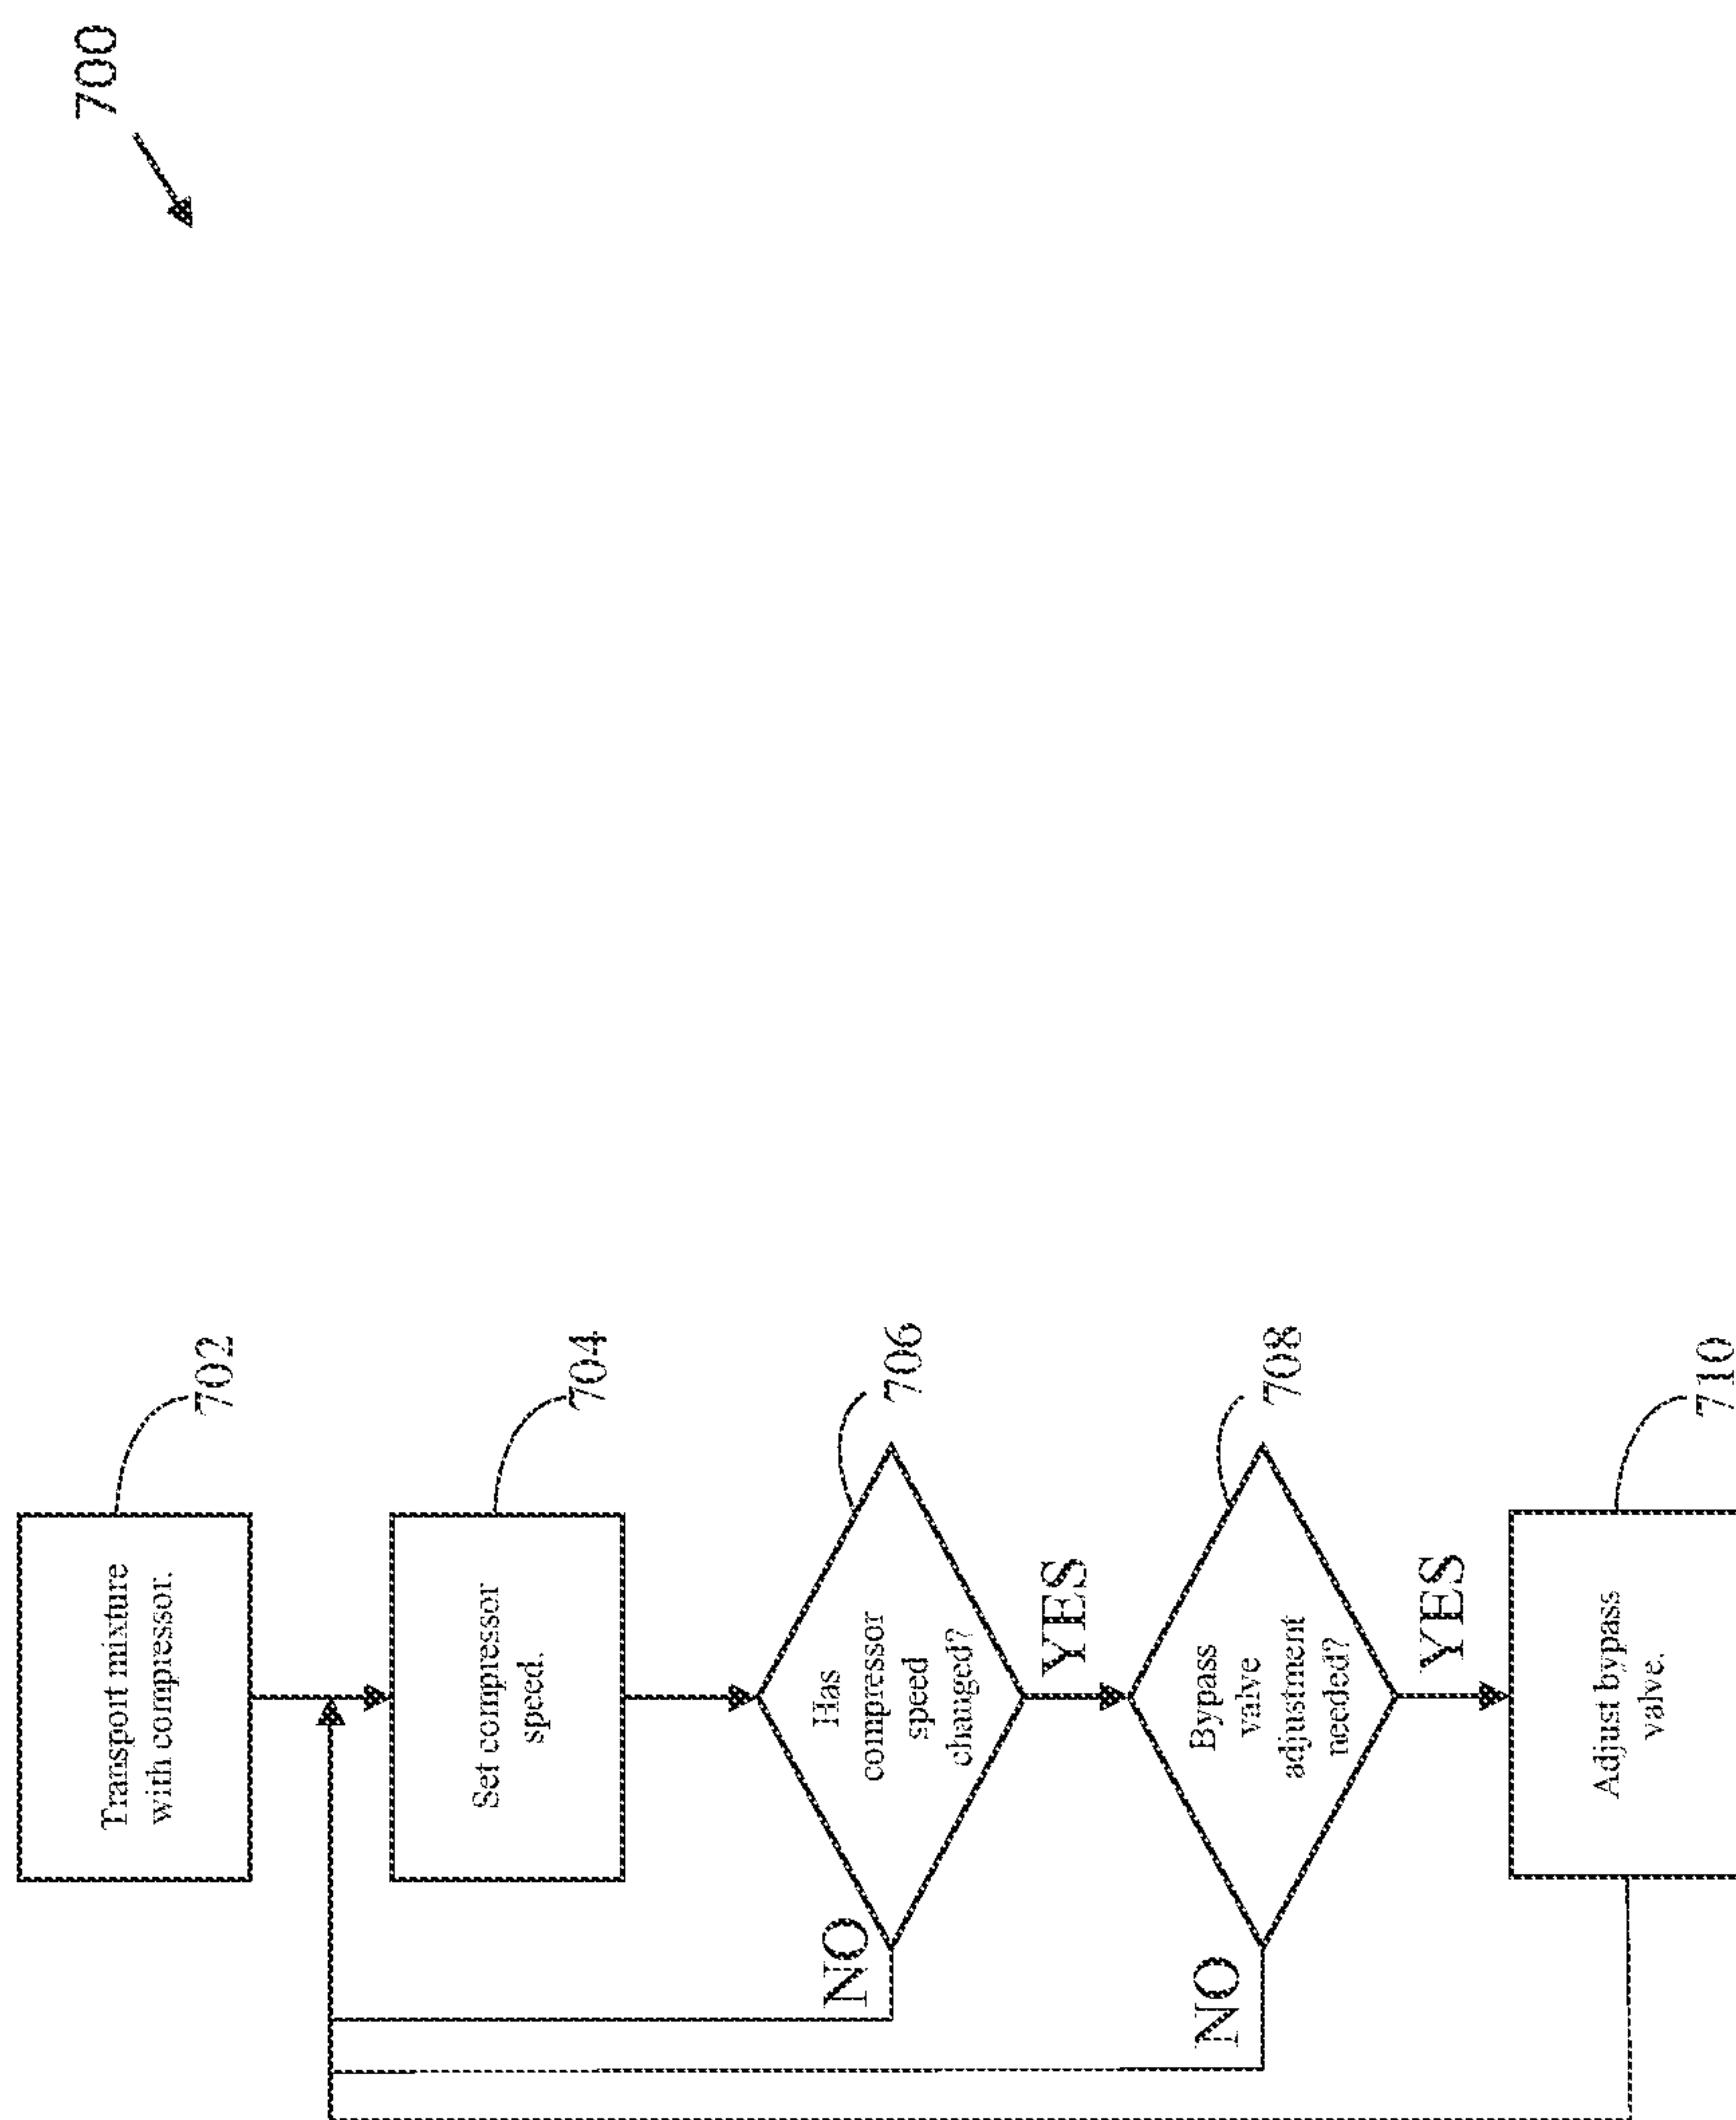 700
702
Transport mixture
with compressor.
704
Set compressor
speed.
706
Has
compressor
speed
changed?
NO
YES
708
Bypass
valve
adjustment
needed?
NO
YES
710
Adjust bypass
valve.